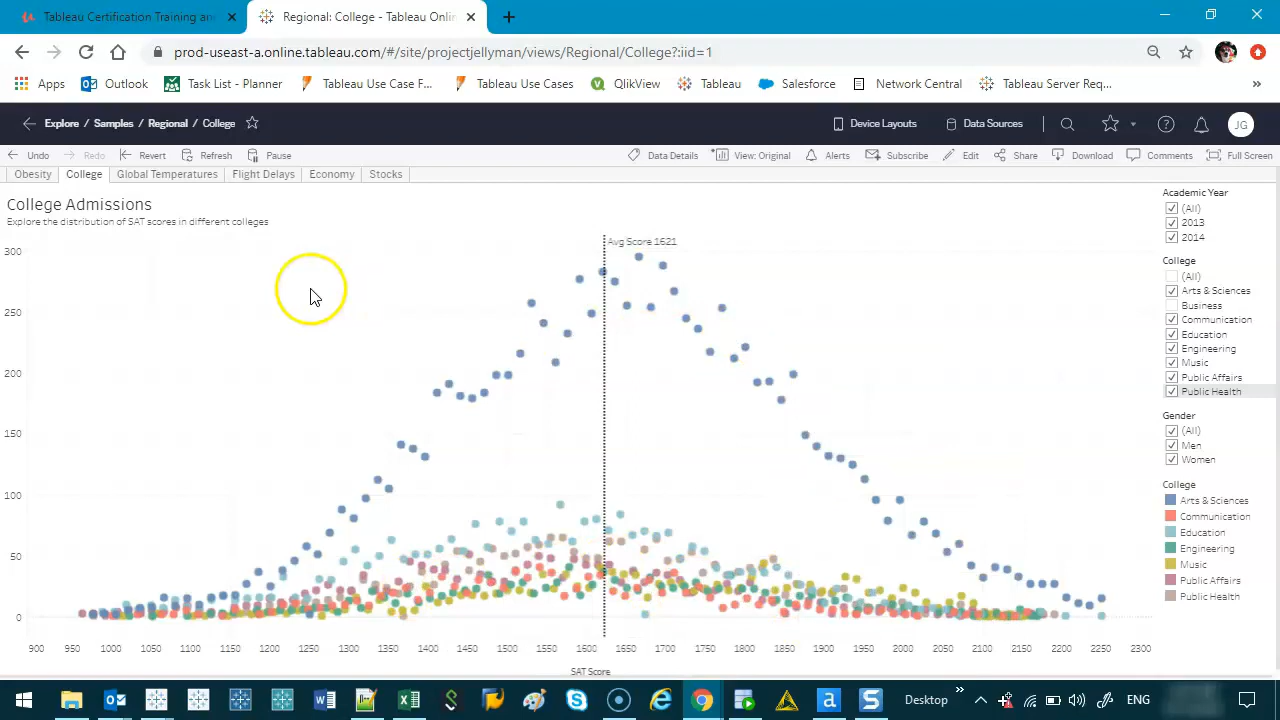 Tableau Certification Training an
Regional: College - Tableau Onlin
prod-useast-a.online.tableau.com/#/site/projectjellyman/views/Regional/College?:iid=1
Apps Outlook Task List - Planner Tableau Use Case F... Tableau Use Cases QlikView Tableau Salesforce Network Central Tableau Server Req...
Explore / Samples / Regional / College Device Layouts Data Sources JG
Undo Redo Revert Refresh Pause Data Details View: Original Alerts Subscribe Edit Share Download Comments Full Screen
Obesity College Global Temperatures Flight Delays Economy Stocks
College Admissions
Explore the distribution of SAT scores in different colleges
Avg Score 1621
300
250
200
150
100
50
0
900 950 1000 1050 1100 1150 1200 1250 1300 1350 1400 1450 1500 1550 1600 1650 1700 1750 1800 1850 1900 1950 2000 2050 2100 2150 2200 2250 2300
SAT Score
Academic Year
(All)
2013
2014
College
(All)
Arts & Sciences
Business
Communication
Education
Engineering
Music
Public Affairs
Public Health
Gender
(All)
Men
Women
College
Arts & Sciences
Communication
Education
Engineering
Music
Public Affairs
Public Health
Desktop ENG